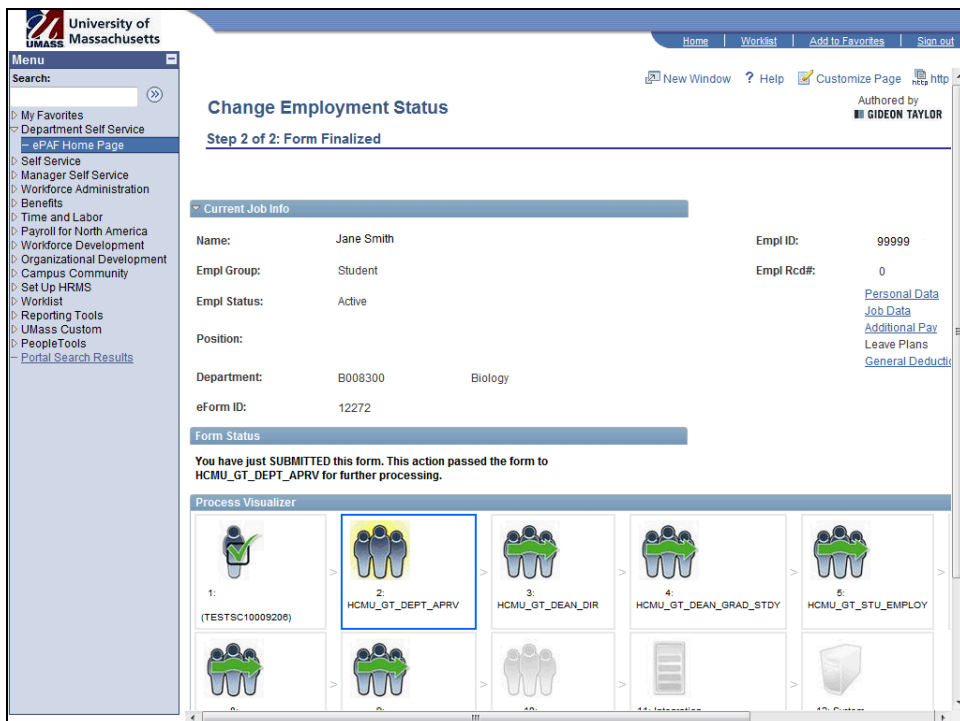 University of
Massachusetts
UMASS
Home | Worklist | Add to Favorites | Sign out
Menu
Search:
My Favorites
Department Self Service
ePAF Home Page
Self Service
Manager Self Service
Workforce Administration
Benefits
Time and Labor
Payroll for North America
Workforce Development
Organizational Development
Campus Community
Set Up HRMS
Worklist
Reporting Tools
UMass Custom
PeopleTools
Portal Search Results
New Window ? Help Customize Page http
Change Employment Status
Authored by
GIDEON TAYLOR
Step 2 of 2: Form Finalized
Current Job Info
Name: Jane Smith Empl ID: 99999
Empl Group: Student Empl Rcd#: 0
Empl Status: Active
Personal Data
Job Data
Additional Pay
Leave Plans
General Deductio
Position:
Department: B008300 Biology
eForm ID: 12272
Form Status
You have just SUBMITTED this form. This action passed the form to
HCMU_GT_DEPT_APRV for further processing.
Process Visualizer
1:
(TESTSC10009206)
2:
HCMU_GT_DEPT_APRV
3:
HCMU_GT_DEAN_DIR
4:
HCMU_GT_DEAN_GRAD_STDY
5:
HCMU_GT_STU_EMPLOY